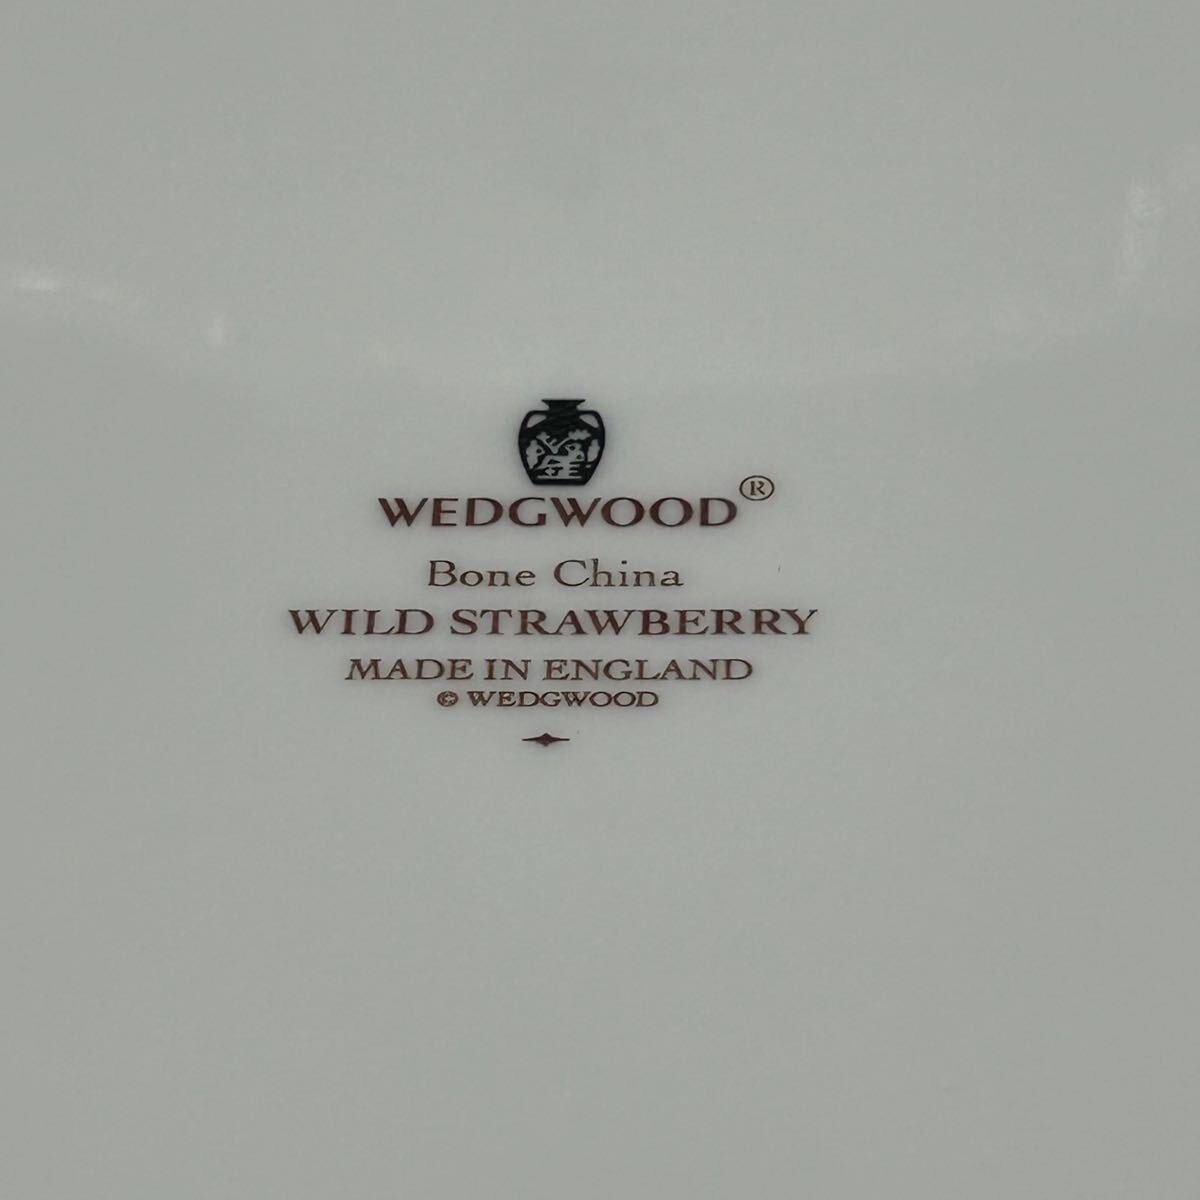 WEDGWOOD®
Bone China
WILD STRAWBERRY
MADE IN ENGLAND
© WEDGWOOD